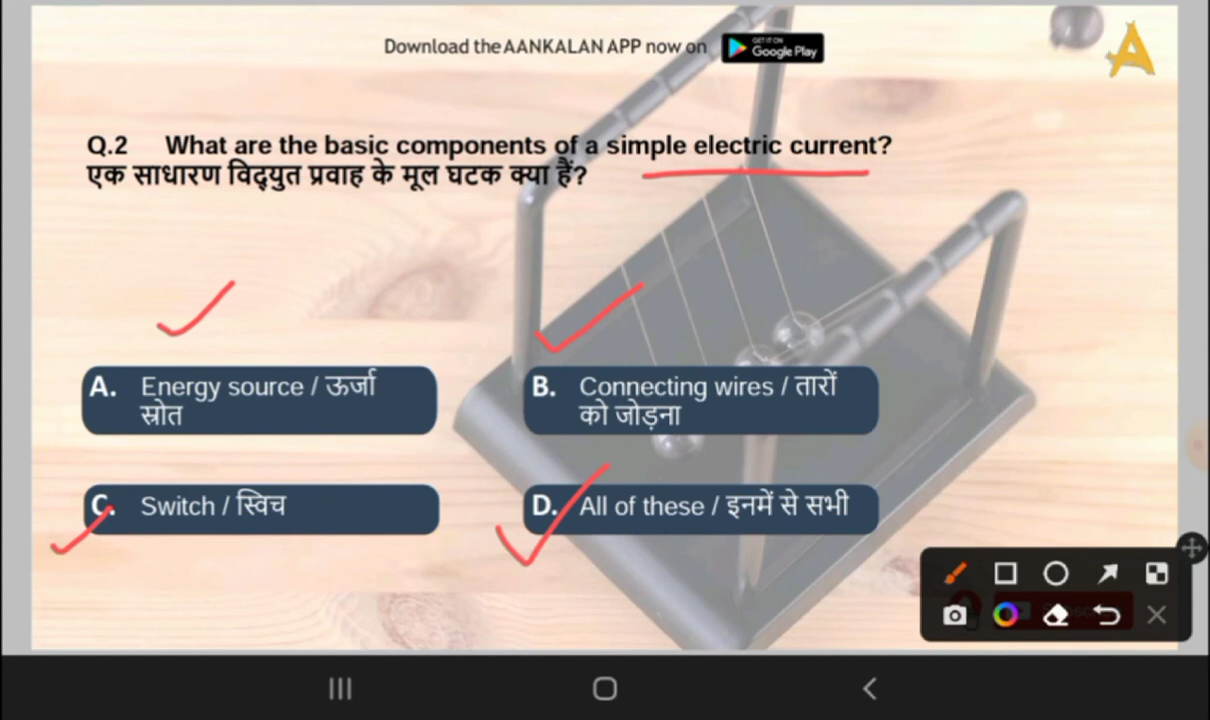 Download the AANKALAN APP now on GET IT ON Google Play
Q.2 What are the basic components of a simple electric current?
एक साधारण विद्युत प्रवाह के मूल घटक क्या हैं?
A. Energy source / ऊर्जा
स्रोत
B. Connecting wires / तारों
को जोड़ना
C. Switch / स्विच
D. All of these / इनमें से सभी